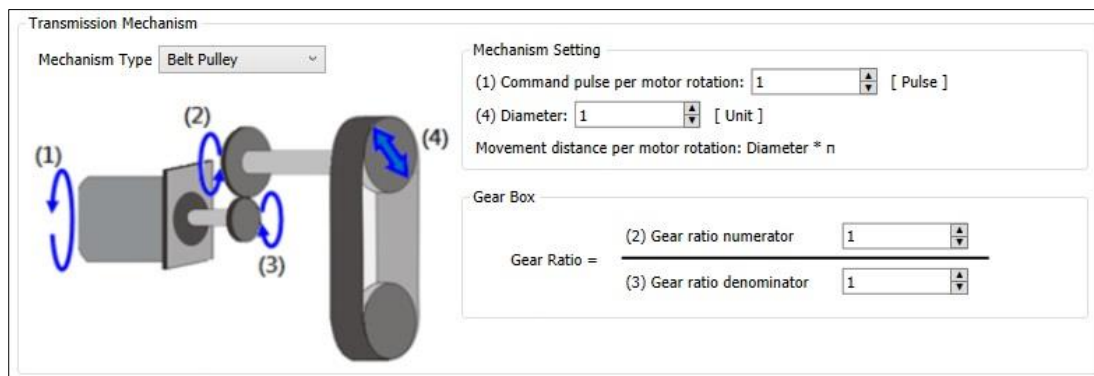 Transmission Mechanism
Mechanism Type Belt Pulley
(1)
(2)
(3)
(4)
Mechanism Setting
(1) Command pulse per motor rotation: 1 [ Pulse ]
(4) Diameter: 1 [ Unit ]
Movement distance per motor rotation: Diameter * π
Gear Box
Gear Ratio =
(2) Gear ratio numerator 1
(3) Gear ratio denominator 1